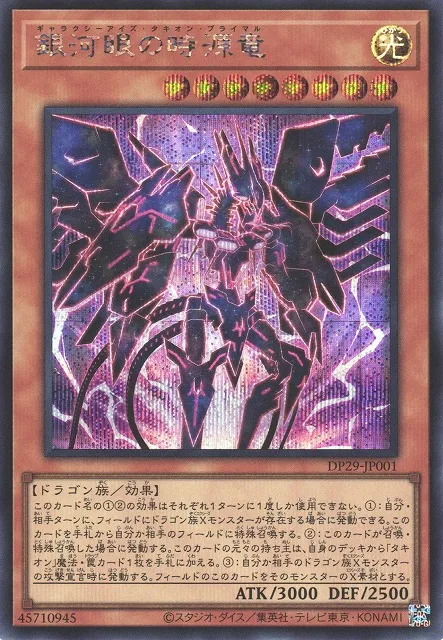 ギャラクシーアイズ・タキオン・プライマル
銀河眼の時源竜
光
DP29-JP001
【ドラゴン族/効果】
このカード名の①②の効果はそれぞれ1ターンに1度しか使用できない。①:自分・
相手ターンに、フィールドにドラゴン族Xモンスターが存在する場合に発動できる。この
カードを手札から自分か相手のフィールドに特殊召喚する。②:このカードが召喚・
特殊召喚した場合に発動する。このカードの元々の持ち主は、自身のデッキから「タキ
オン」魔法・罠カード1枚を手札に加える。③:自分か相手のドラゴン族Xモンスター
の攻撃宣言時に発動する。フィールドのこのカードをそのモンスターのX素材とする。
ATK/3000 DEF/2500
45710945
©スタジオ・ダイス/集英社・テレビ東京・KONAMI